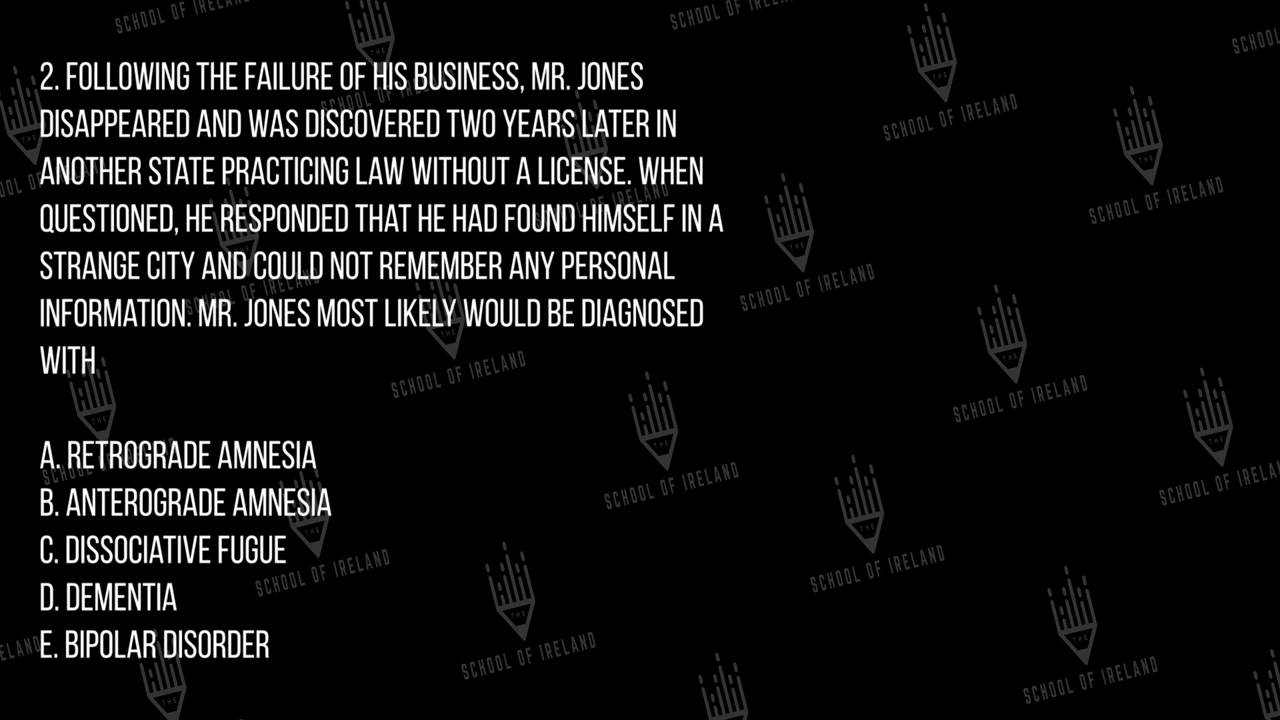 2. FOLLOWING THE FAILURE OF HIS BUSINESS, MR. JONES
DISAPPEARED AND WAS DISCOVERED TWO YEARS LATER IN
ANOTHER STATE PRACTICING LAW WITHOUT A LICENSE. WHEN
QUESTIONED, HE RESPONDED THAT HE HAD FOUND HIMSELF IN A
STRANGE CITY AND COULD NOT REMEMBER ANY PERSONAL
INFORMATION. MR. JONES MOST LIKELY WOULD BE DIAGNOSED
WITH
A. RETROGRADE AMNESIA
B. ANTEROGRADE AMNESIA
C. DISSOCIATIVE FUGUE
D. DEMENTIA
E. BIPOLAR DISORDER
THE
SCHOOL OF IRELAND